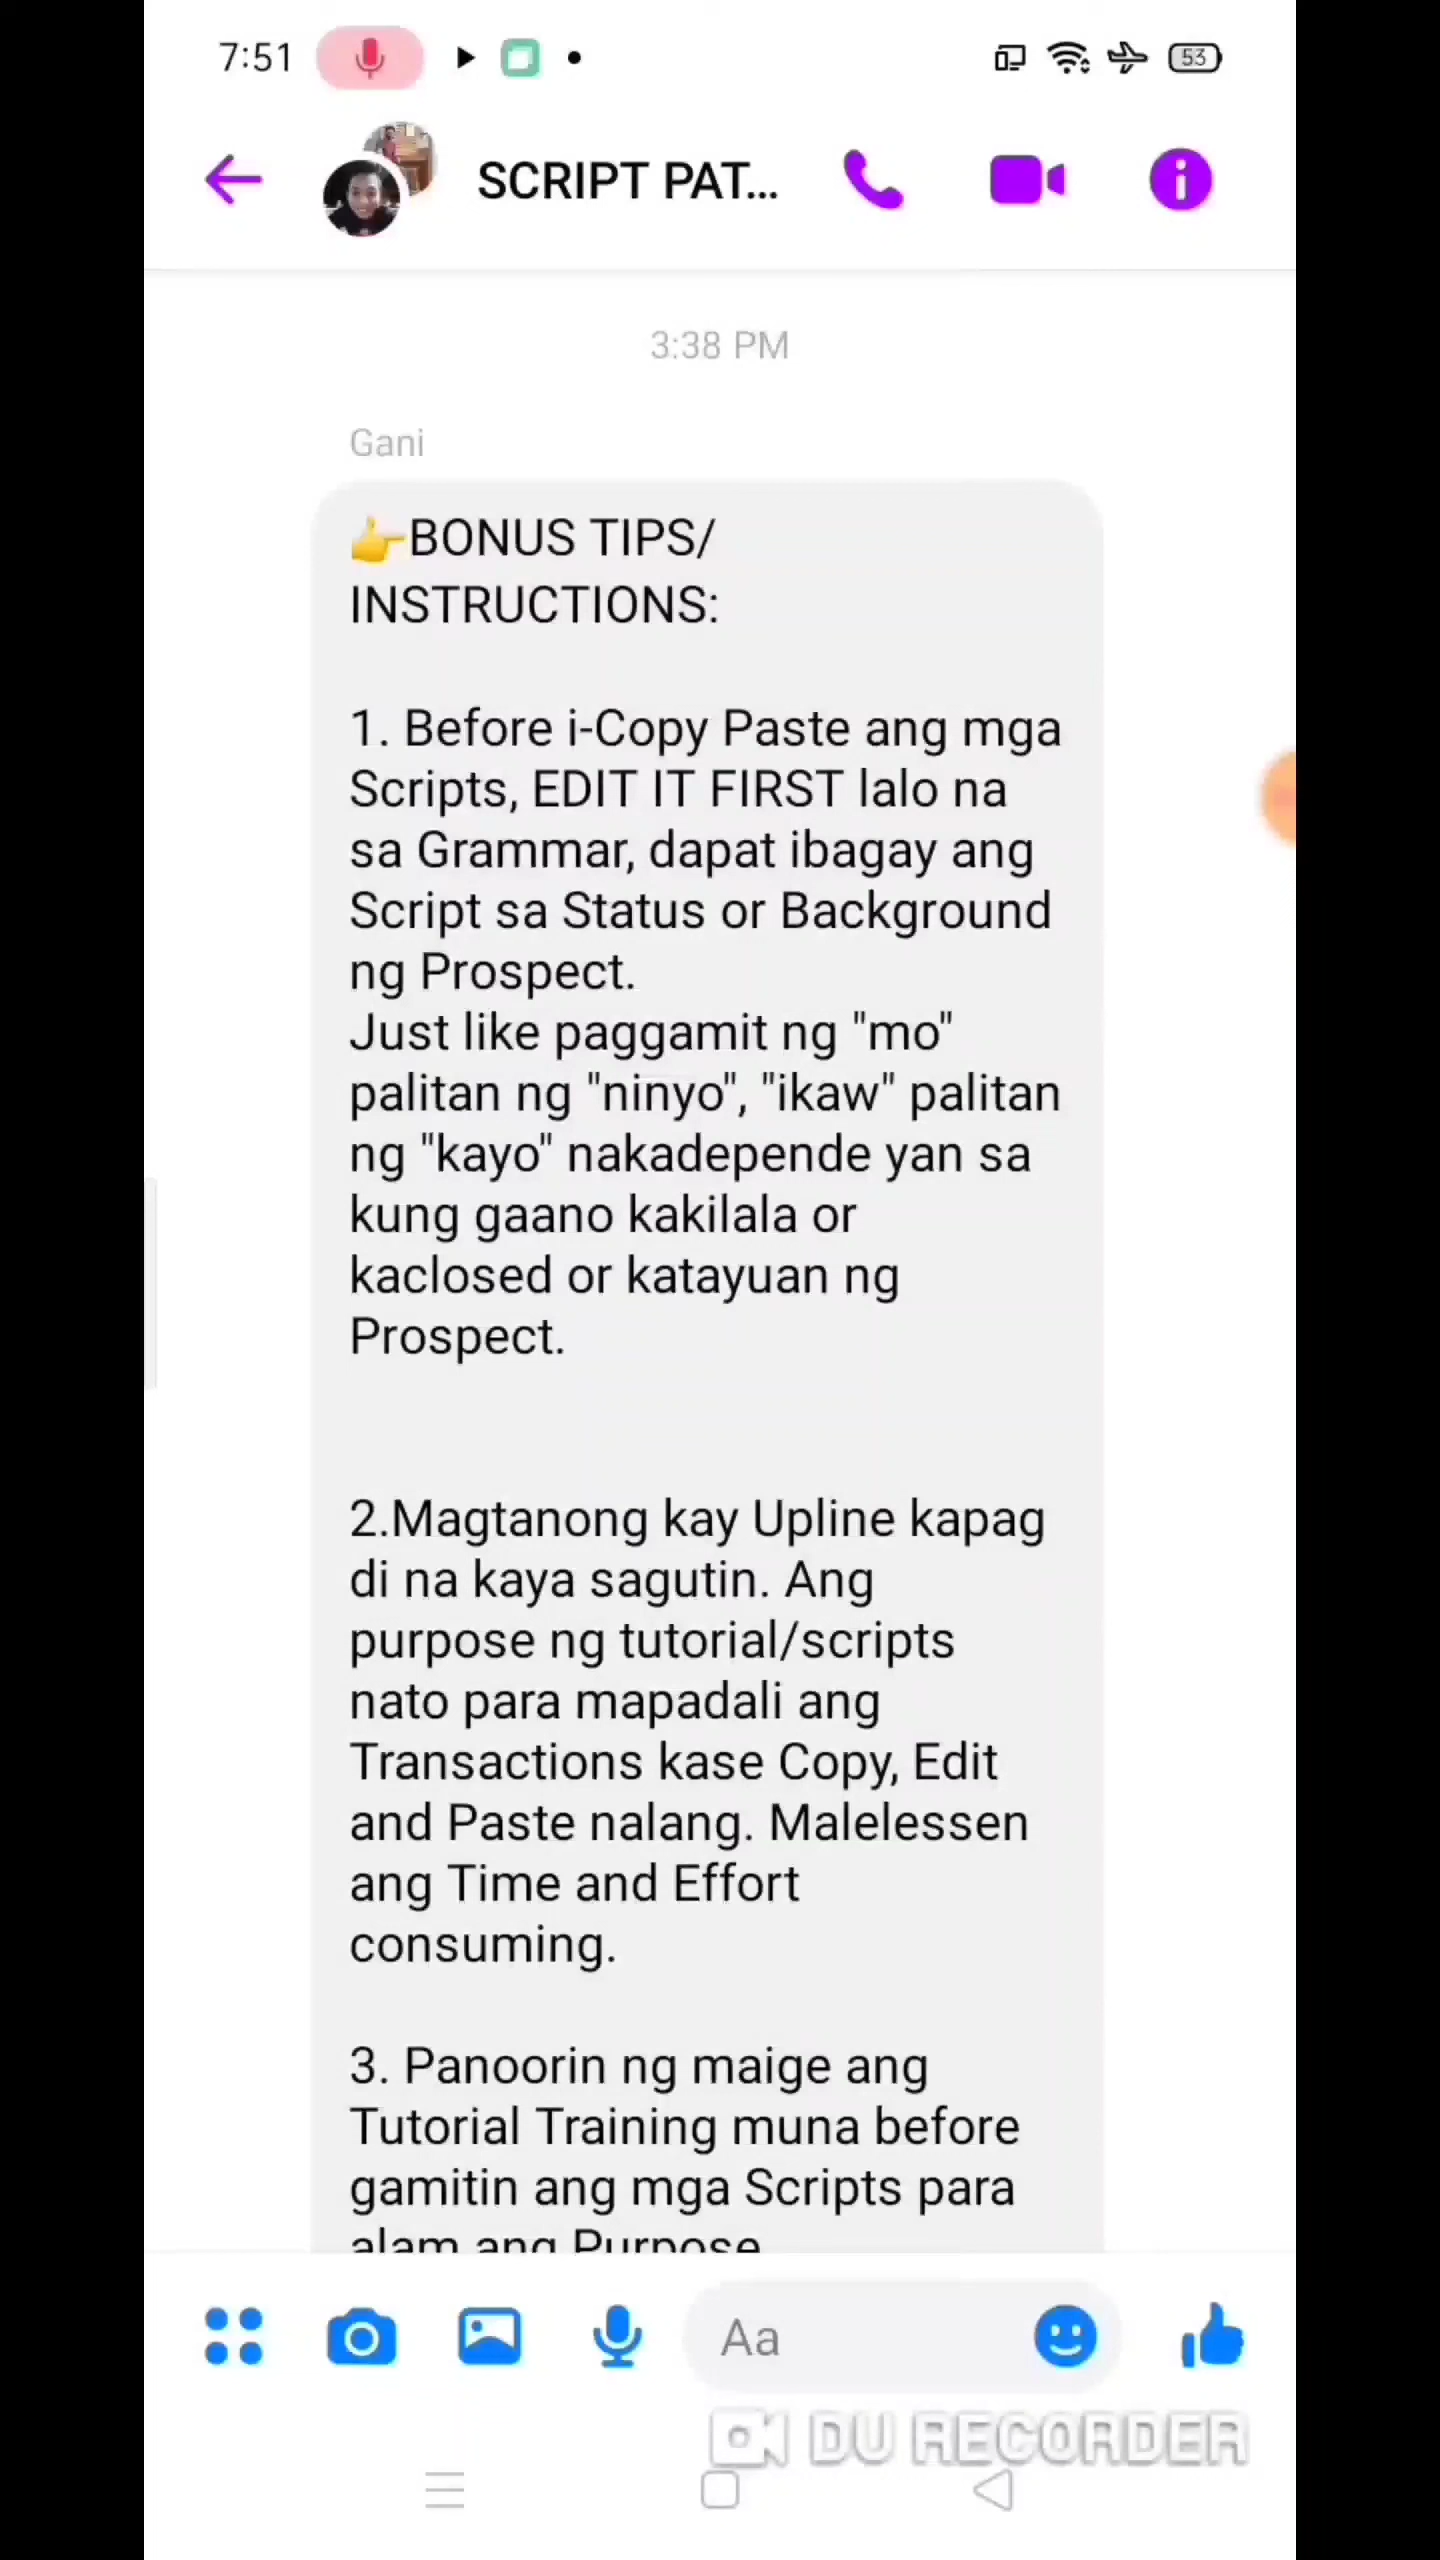 7:51
53
SCRIPT PAT...
3:38 PM
Gani
👉BONUS TIPS/
INSTRUCTIONS:
1. Before i-Copy Paste ang mga
Scripts, EDIT IT FIRST lalo na
sa Grammar, dapat ibagay ang
Script sa Status or Background
ng Prospect.
Just like paggamit ng "mo"
palitan ng "ninyo", "ikaw" palitan
ng "kayo" nakadepende yan sa
kung gaano kakilala or
kaclosed or katayuan ng
Prospect.
2.Magtanong kay Upline kapag
di na kaya sagutin. Ang
purpose ng tutorial/scripts
nato para mapadali ang
Transactions kase Copy, Edit
and Paste nalang. Malelessen
ang Time and Effort
consuming.
3. Panoorin ng maige ang
Tutorial Training muna before
gamitin ang mga Scripts para
alam ang Purpose
Aa
DU RECORDER